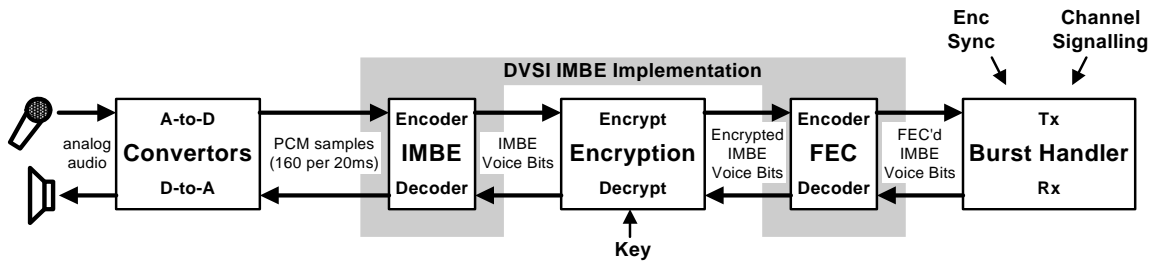 Enc
Sync
Channel
Signalling
DVSI IMBE Implementation
analog
audio
A-to-D
Convertors
D-to-A
PCM samples
(160 per 20ms)
Encoder
IMBE
Decoder
IMBE
Voice Bits
Encrypt
Encryption
Decrypt
Key
Encrypted
IMBE
Voice Bits
Encoder
FEC
Decoder
FEC'd
IMBE
Voice Bits
Tx
Burst Handler
Rx